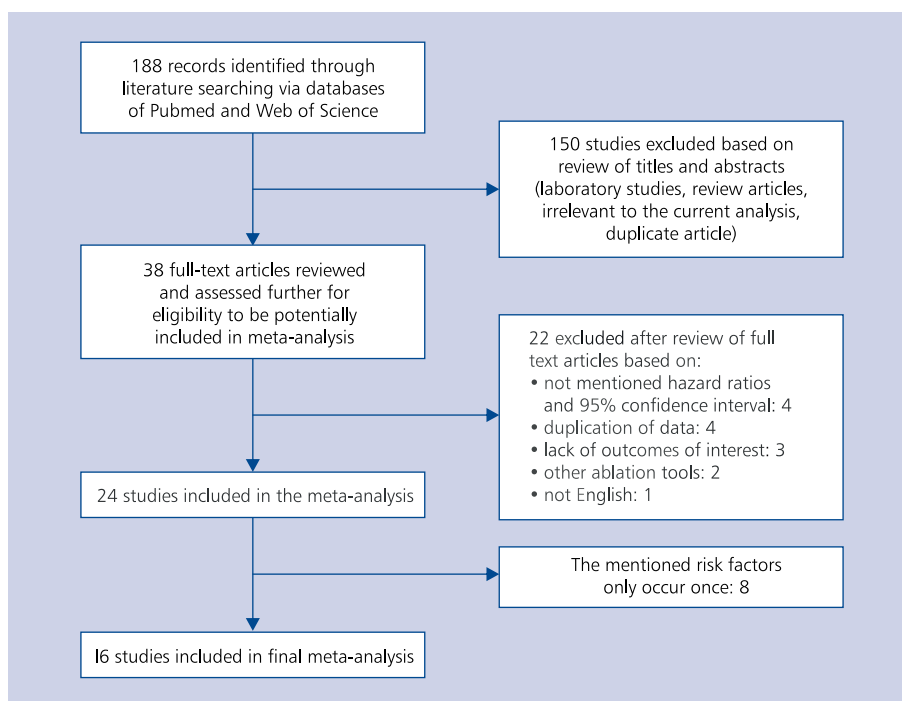 188 records identified through
literature searching via databases
of Pubmed and Web of Science
150 studies excluded based on
review of titles and abstracts
(laboratory studies, review articles,
irrelevant to the current analysis,
duplicate article)
38 full-text articles reviewed
and assessed further for
eligibility to be potentially
included in meta-analysis
22 excluded after review of full
text articles based on:
• not mentioned hazard ratios
and 95% confidence interval: 4
• duplication of data: 4
• lack of outcomes of interest: 3
• other ablation tools: 2
• not English: 1
24 studies included in the meta-analysis
The mentioned risk factors
only occur once: 8
I6 studies included in final meta-analysis